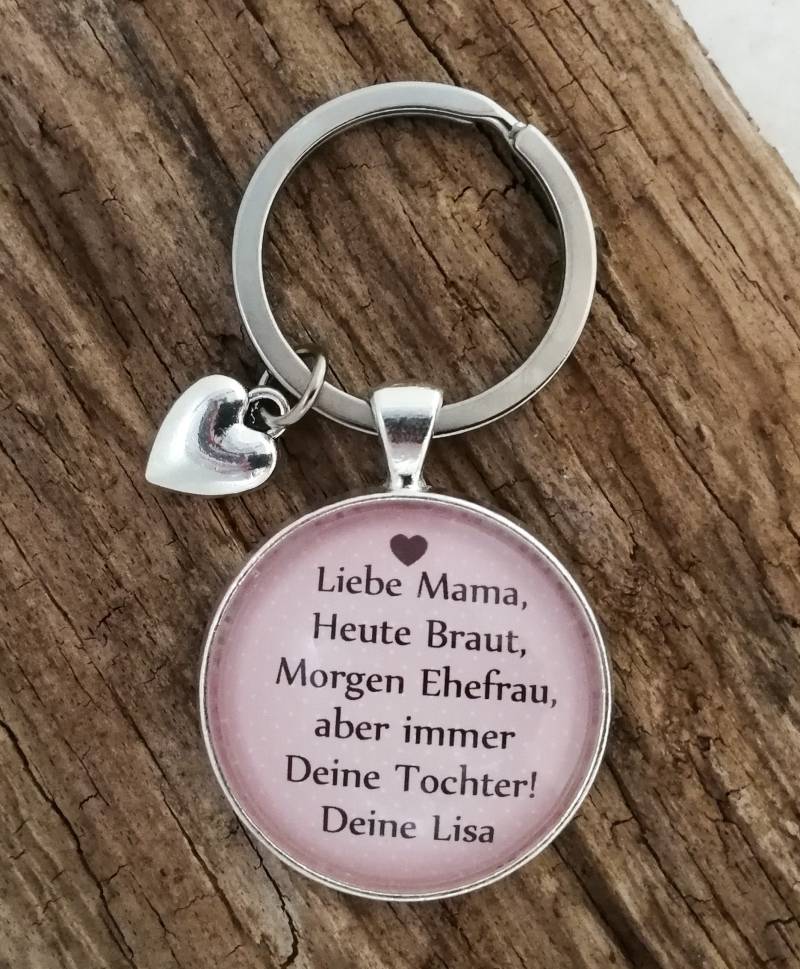 Liebe Mama,
Heute Braut,
Morgen Ehefrau,
aber immer
Deine Tochter!
Deine Lisa